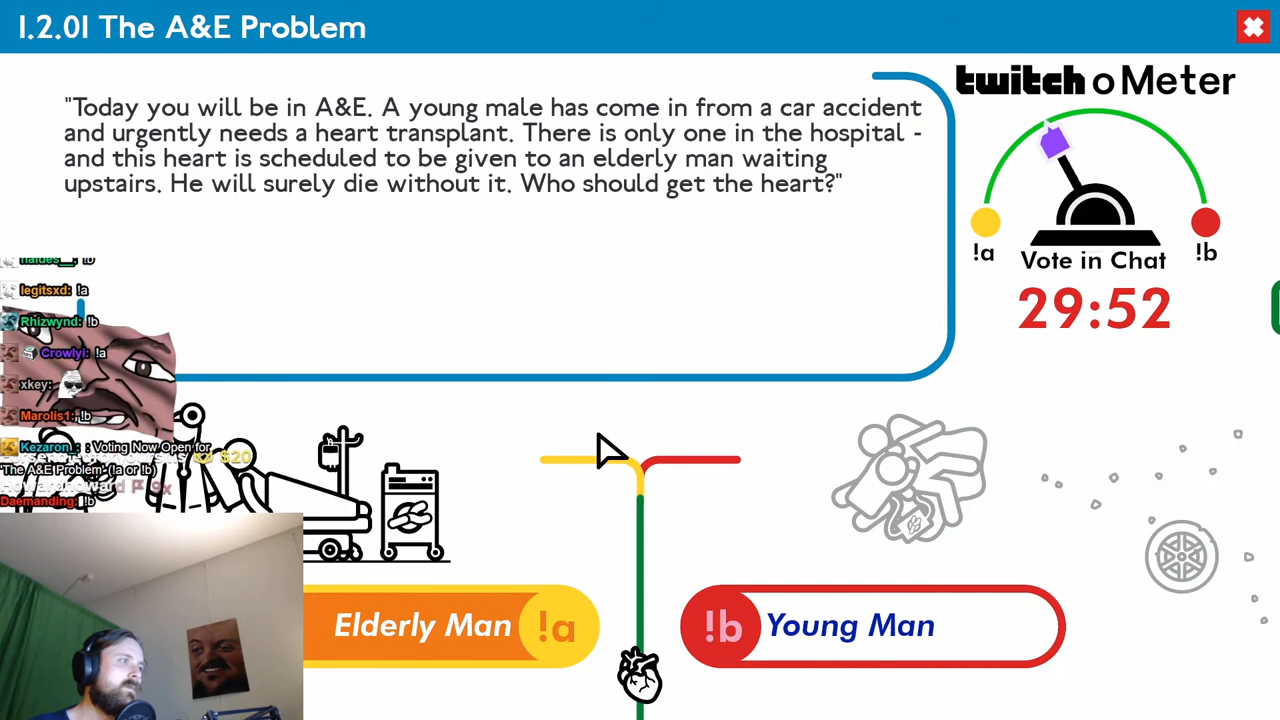 1.2.01 The A&E Problem
"Today you will be in A&E. A young male has come in from a car accident
and urgently needs a heart transplant. There is only one in the hospital -
and this heart is scheduled to be given to an elderly man waiting
upstairs. He will surely die without it. Who should get the heart?"
twitch o Meter
!a
!b
Vote in Chat
29:52
!b
legitsxd: !a
Rhizwynd: !b
Crowlyi: !a
xkey:
Marolis1: !b
Kezaron_: : Voting Now Open for
'The A&E Problem' (!a or !b)
$20
9x
Daemanding: !b
Elderly Man !a
!b Young Man